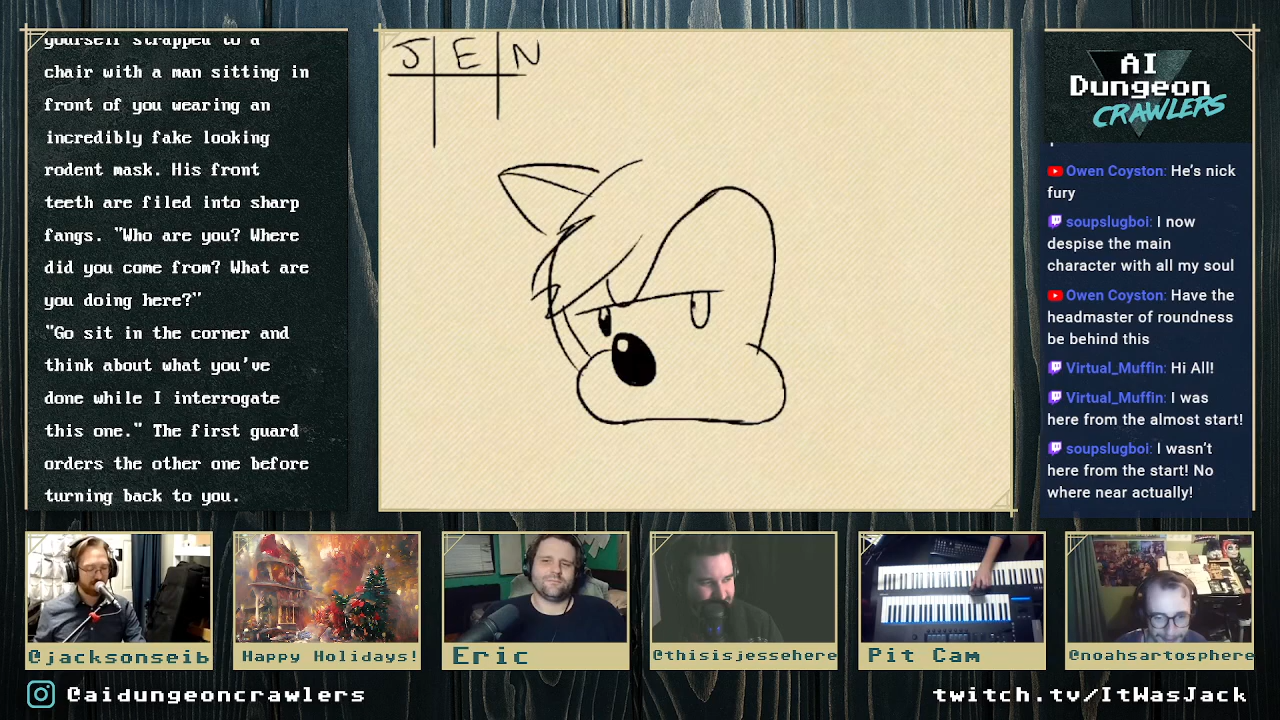 yourself strapped to a
chair with a man sitting in
front of you wearing an
incredibly fake looking
rodent mask. His front
teeth are filed into sharp
fangs. "Who are you? Where
did you come from? What are
you doing here?"
"Go sit in the corner and
think about what you've
done while I interrogate
this one." The first guard
orders the other one before
turning back to you.
J E N
AI
Dungeon
CRAWLERS
Owen Coyston: He's nick
fury
soupslugboi: I now
despise the main
character with all my soul
Owen Coyston: Have the
headmaster of roundness
be behind this
Virtual_Muffin: Hi All!
Virtual_Muffin: I was
here from the almost start!
soupslugboi: I wasn't
here from the start! No
where near actually!
@jacksonseib
Happy Holidays!
Eric
@thisisjessehere
Pit Cam
@noahsartosphere
@aidungeoncrawlers
twitch.tv/ItWasJack